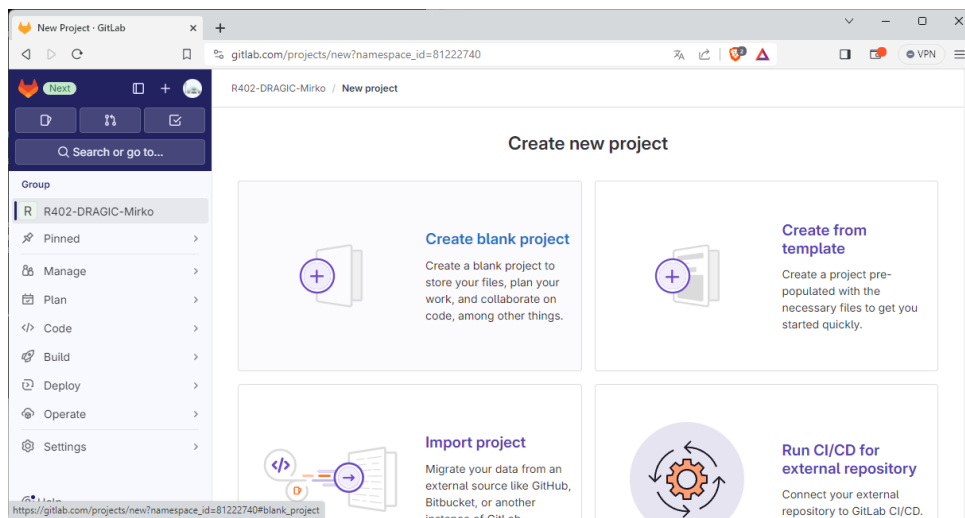 New Project · GitLab
gitlab.com/projects/new?namespace_id=81222740
2
VPN
Next
R402-DRAGIC-Mirko / New project
Search or go to...
Create new project
Group
R R402-DRAGIC-Mirko
Pinned
Manage
Plan
Code
Build
Deploy
Operate
Settings
Help
Create blank project
Create a blank project to
store your files, plan your
work, and collaborate on
code, among other things.
Create from
template
Create a project pre-
populated with the
necessary files to get you
started quickly.
Import project
Migrate your data from an
external source like GitHub,
Bitbucket, or another
instance of GitLab.
Run CI/CD for
external repository
Connect your external
repository to GitLab CI/CD.
https://gitlab.com/projects/new?namespace_id=81222740#blank_project